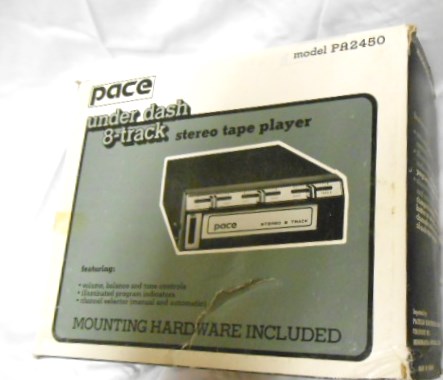 model PA2450
pace
under dash
8-track stereo tape player
pace STEREO 8 TRACK
featuring:
• volume, balance and tone controls
• illuminated program indicators
• channel selector (manual and automatic)
MOUNTING HARDWARE INCLUDED